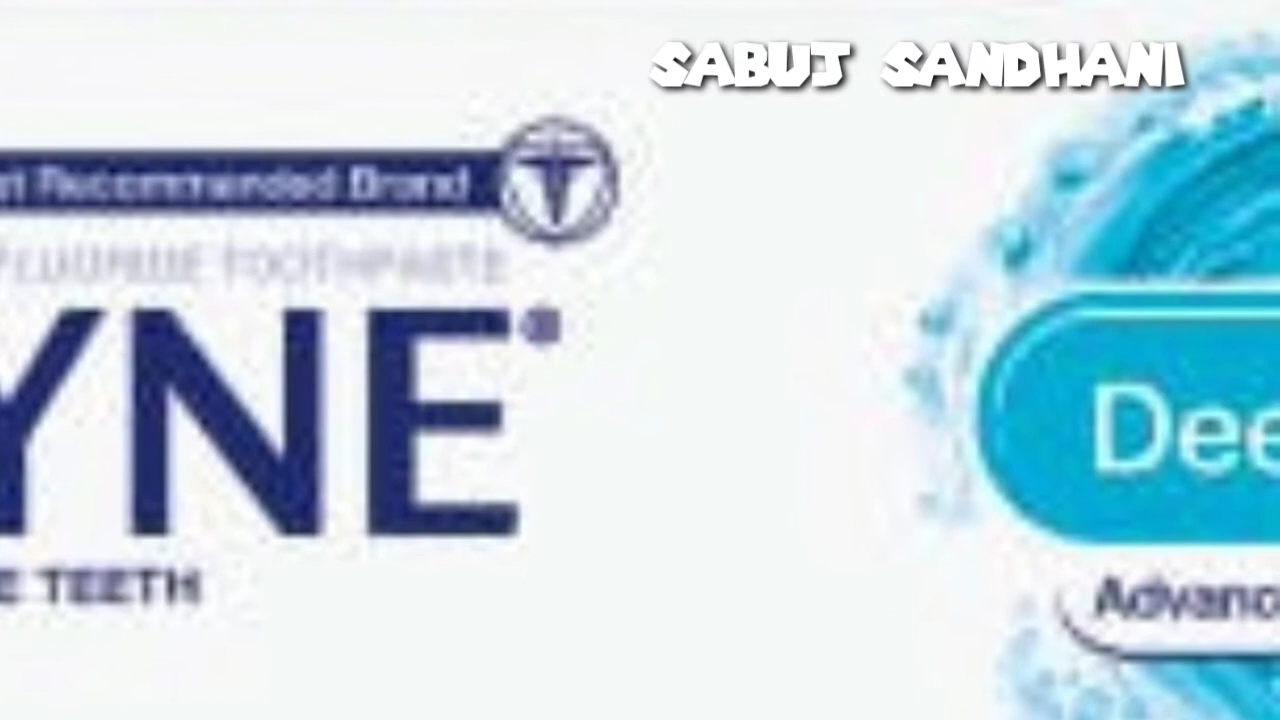 SABUJ SANDHANI
t Recommended Brand
FLUORIDE TOOTHPASTE
YNE®
E TEETH
Dee
Advanc